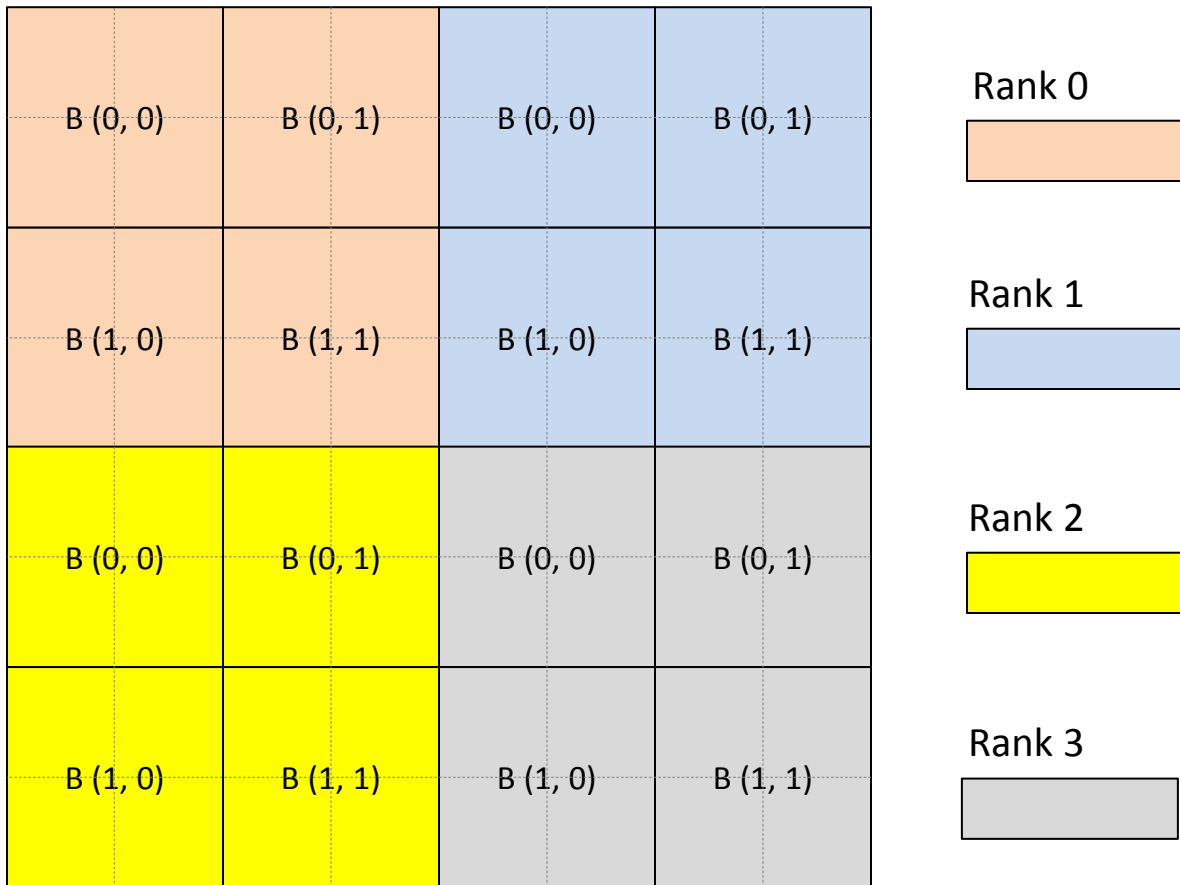 B (0, 0) B (0, 1) B (0, 0) B (0, 1)
B (1, 0) B (1, 1) B (1, 0) B (1, 1)
B (0, 0) B (0, 1) B (0, 0) B (0, 1)
B (1, 0) B (1, 1) B (1, 0) B (1, 1)
Rank 0
Rank 1
Rank 2
Rank 3